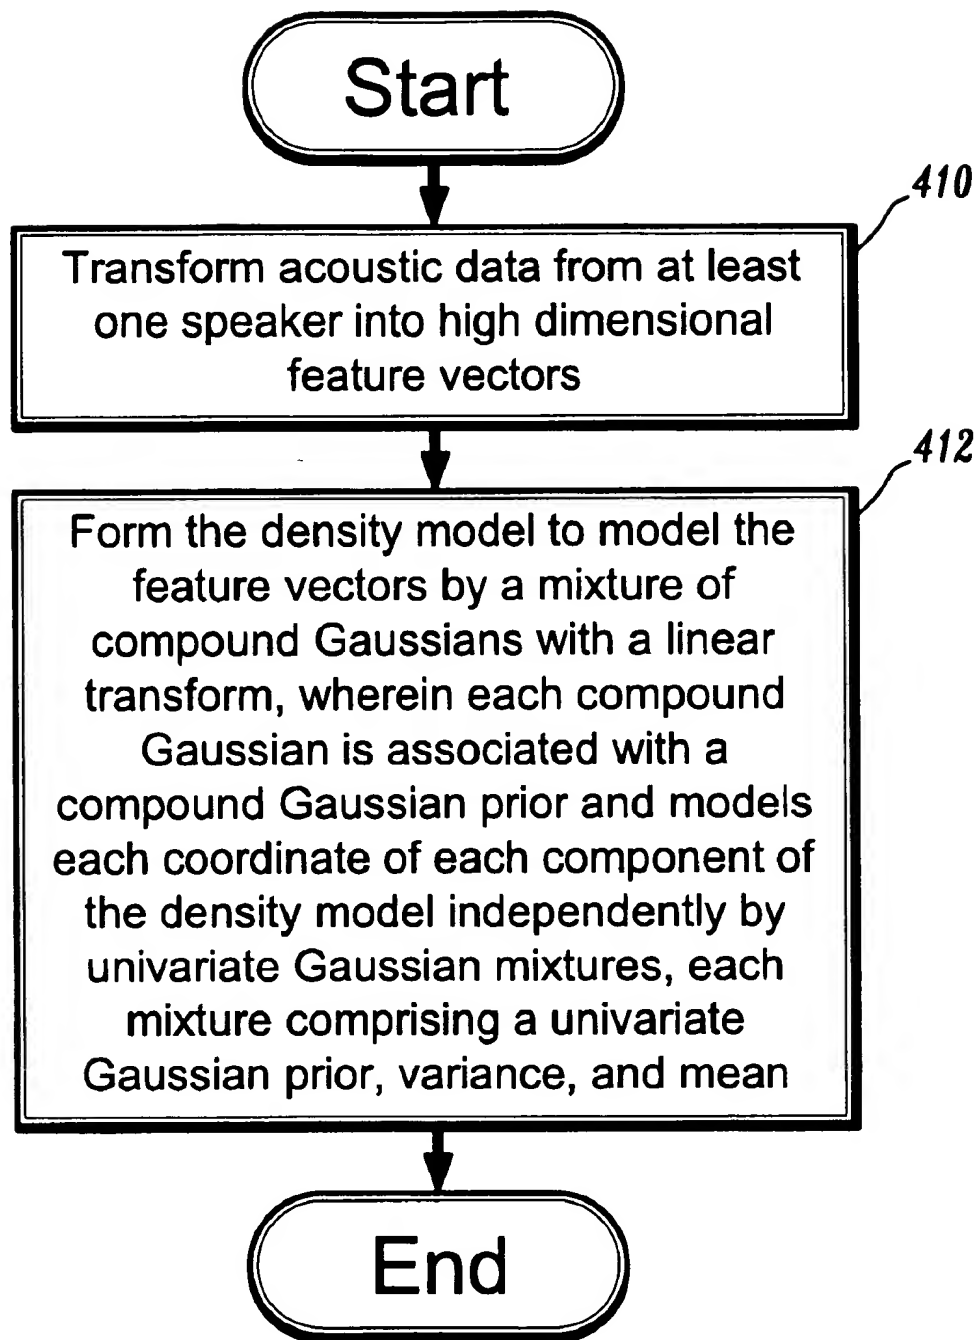 Start
410
Transform acoustic data from at least
one speaker into high dimensional
feature vectors
412
Form the density model to model the
feature vectors by a mixture of
compound Gaussians with a linear
transform, wherein each compound
Gaussian is associated with a
compound Gaussian prior and models
each coordinate of each component of
the density model independently by
univariate Gaussian mixtures, each
mixture comprising a univariate
Gaussian prior, variance, and mean
End